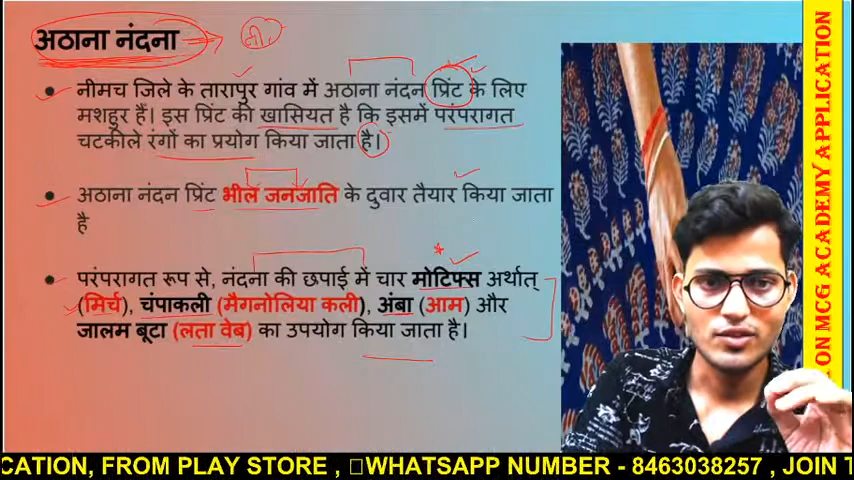 अठाना नंदना
नी.
नीमच जिले के तारापुर गांव में अठाना नंदन प्रिंट के लिए
मशहूर हैं। इस प्रिंट की खासियत है कि इसमें परंपरागत
चटकीले रंगों का प्रयोग किया जाता है।
अठाना नंदन प्रिंट भील जनजाति के दुवार तैयार किया जाता
है
परंपरागत रूप से, नंदना की छपाई में चार मोटिफ्स अर्थात्
(मिर्च), चंपाकली (मैगनोलिया कली), अंबा (आम) और
जालम बूटा (लता वेब) का उपयोग किया जाता है।
ON MCG ACADEMY APPLICATION
CATION, FROM PLAY STORE , WHATSAPP NUMBER - 8463038257 , JOIN T